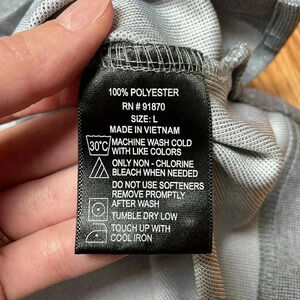 100% POLYESTER
RN # 91870
SIZE: L
MADE IN VIETNAM
30°C MACHINE WASH COLD
WITH LIKE COLORS
ONLY NON - CHLORINE
BLEACH WHEN NEEDED
DO NOT USE SOFTENERS
REMOVE PROMPTLY
AFTER WASH
TUMBLE DRY LOW
TOUCH UP WITH
COOL IRON